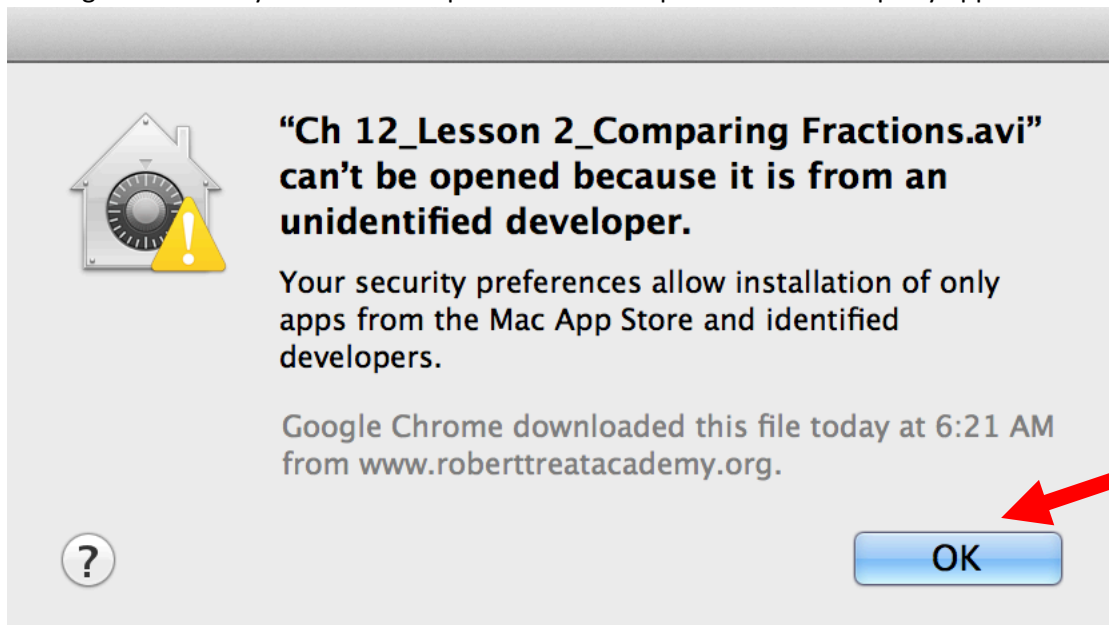 “Ch 12_Lesson 2_Comparing Fractions.avi”
can’t be opened because it is from an
unidentified developer.
Your security preferences allow installation of only
apps from the Mac App Store and identified
developers.
Google Chrome downloaded this file today at 6:21 AM
from www.roberttreatacademy.org.
?
OK